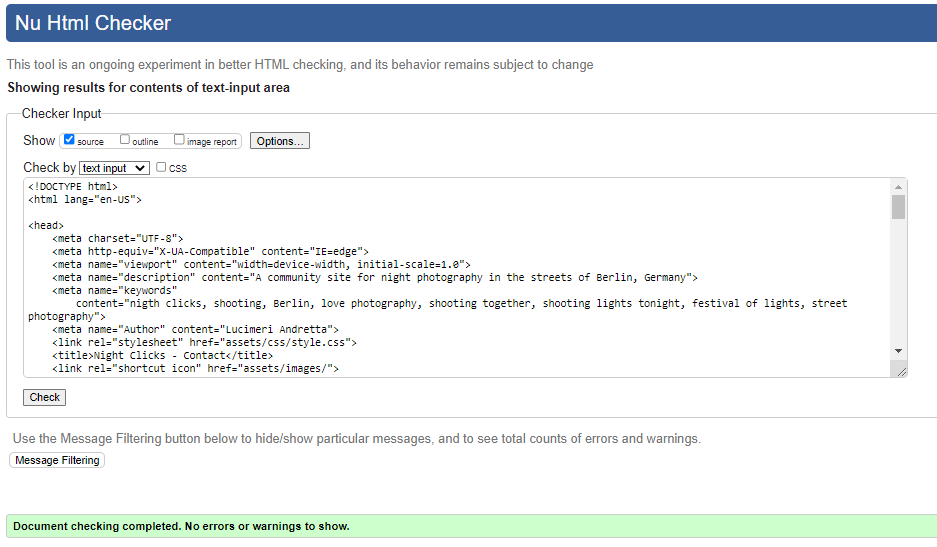 Nu Html Checker
This tool is an ongoing experiment in better HTML checking, and its behavior remains subject to change
Showing results for contents of text-input area
Checker Input
Show source outline image report Options...
Check by text input CSS
<!DOCTYPE html>
<html lang="en-US">
<head>
<meta charset="UTF-8">
<meta http-equiv="X-UA-Compatible" content="IE=edge">
<meta name="viewport" content="width=device-width, initial-scale=1.0">
<meta name="description" content="A community site for night photography in the streets of Berlin, Germany">
<meta name="keywords"
content="nigth clicks, shooting, Berlin, love photography, shooting together, shooting lights tonight, festival of lights, street
photography">
<meta name="Author" content="Lucimeri Andretta">
<link rel="stylesheet" href="assets/css/style.css">
<title>Night Clicks - Contact</title>
<link rel="shortcut icon" href="assets/images/">
Check
Use the Message Filtering button below to hide/show particular messages, and to see total counts of errors and warnings.
Message Filtering
Document checking completed. No errors or warnings to show.